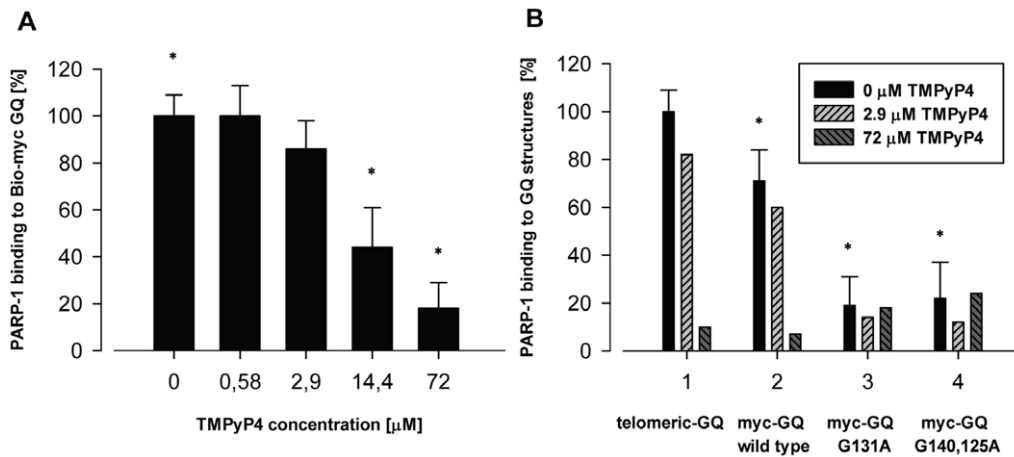 A
PARP-1 binding to Bio-myc GQ [%]
120
100
80
60
40
20
0
*
*
*
0 0,58 2,9 14,4 72
TMPyP4 concentration [μM]
B
PARP-1 binding to GQ structures [%]
120
100
80
60
40
20
0
0 μM TMPyP4
2.9 μM TMPyP4
72 μM TMPyP4
*
*
*
1 2 3 4
telomeric-GQ myc-GQ myc-GQ myc-GQ
wild type G131A G140,125A